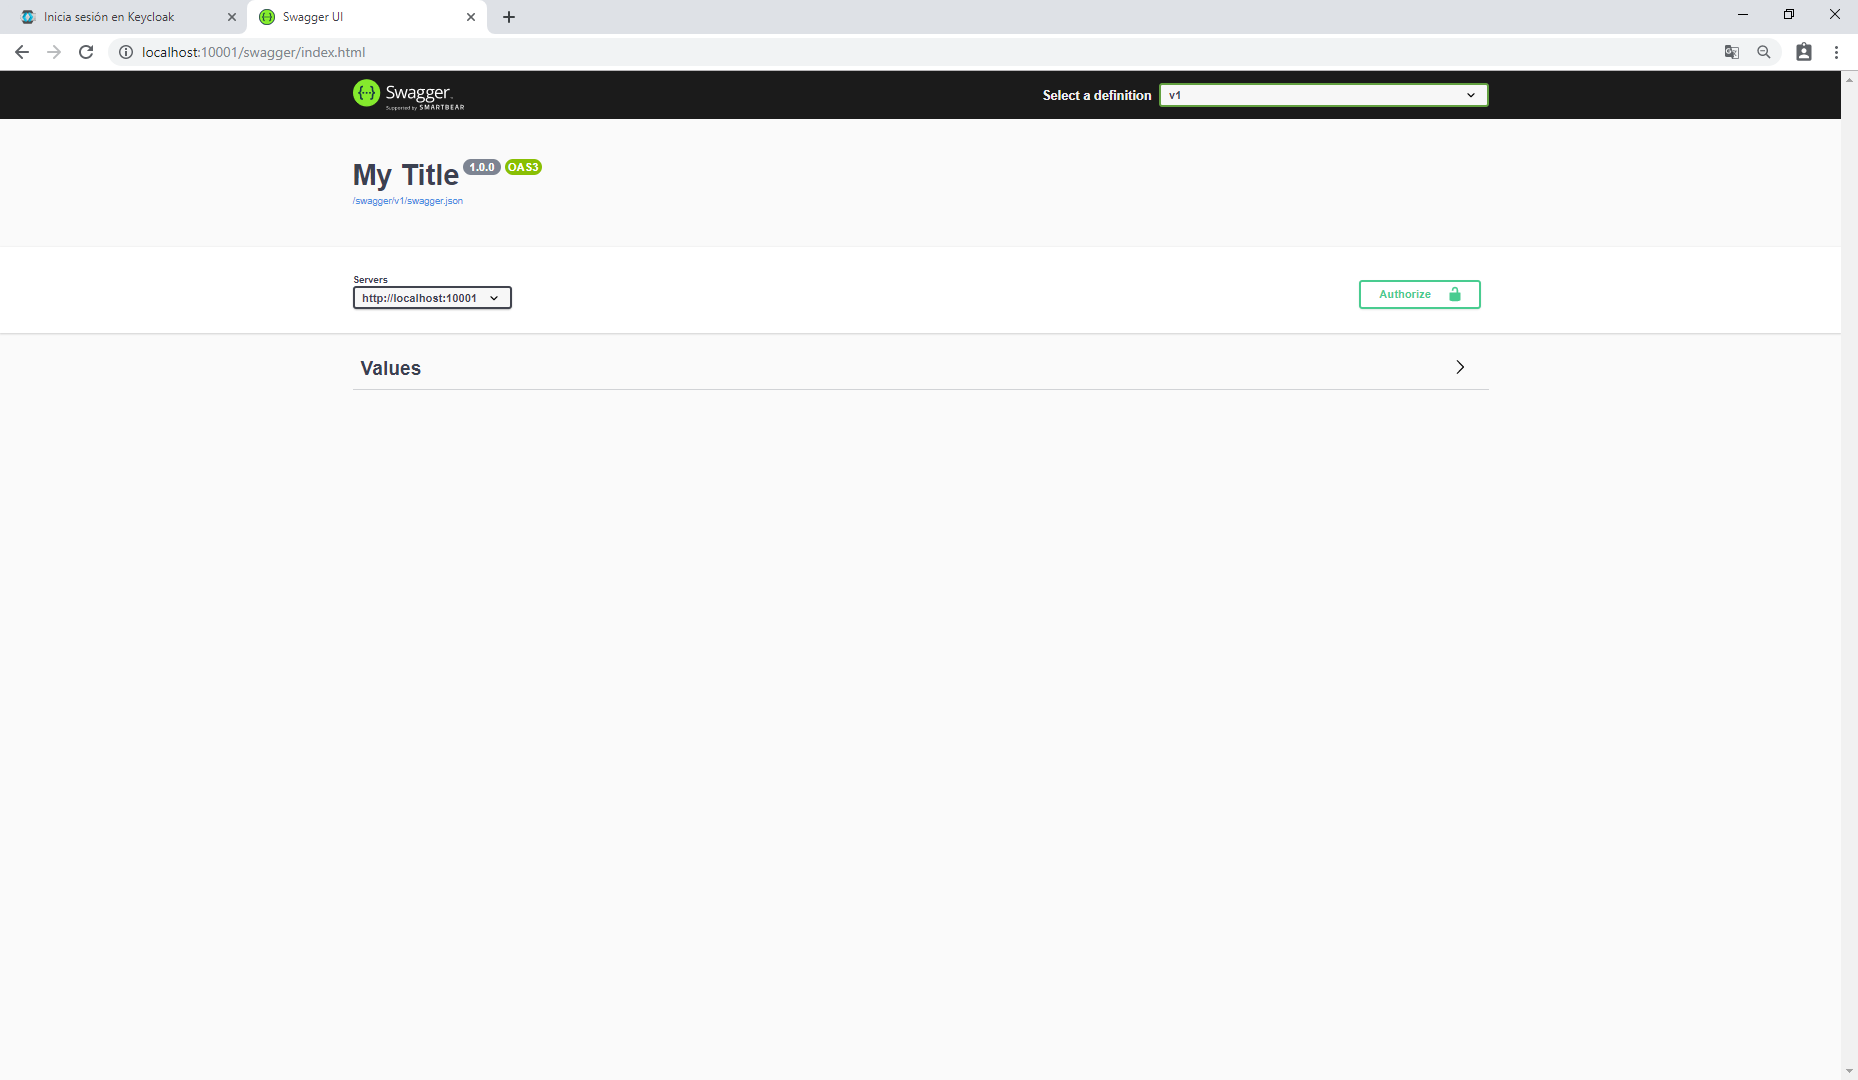 Inicia sesión en Keycloak
Swagger UI
localhost:10001/swagger/index.html
Swagger.
Supported by SMARTBEAR
Select a definition
v1
My Title 1.0.0 OAS3
/swagger/v1/swagger.json
Servers
http://localhost:10001
Authorize
Values